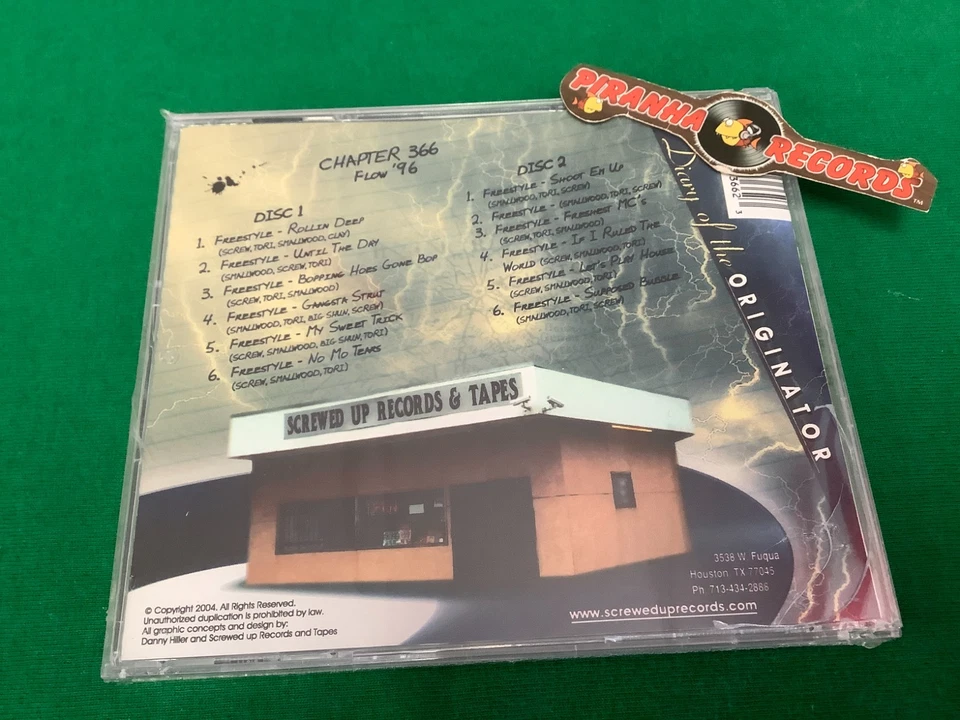 PIRANHA
RECORDS™
CHAPTER 366
FLOW '96
DISC 1
1. FREESTYLE - ROLLIN DEEP
(SCREW, TORI, SMALLWOOD, CLAY)
2. FREESTYLE - UNTIL THE DAY
(SMALLWOOD, SCREW, TORI)
3. FREESTYLE - BOPPING HOES GONE BOP
(SCREW, TORI, SMALLWOOD)
4. FREESTYLE - GANGSTA STRUT
(SMALLWOOD, TORI, BIG SHUN, SCREW)
5. FREESTYLE - MY SWEET TRICK
(SCREW, SMALLWOOD, BIG SHUN, TORI)
6. FREESTYLE - NO MO TEARS
(SCREW, SMALLWOOD, TORI)
DISC 2
1. FREESTYLE - SHOOT EM UP
(SMALLWOOD, TORI, SCREW)
2. FREESTYLE - (SMALLWOOD, TORI, SCREW)
3. FREESTYLE - FRESHEST MC'S
(SCREW, SMALLWOOD, TORI)
4. FREESTYLE - IF I RULED THE
WORLD (SCREW, SMALLWOOD, TORI)
5. FREESTYLE - LET'S PLAY HOUSE
(SCREW, SMALLWOOD, TORI)
6. FREESTYLE - SUPPOSED BUBBLE
(SMALLWOOD, TORI, SCREW)
Diary of the ORIGINATOR
3662 3
SCREWED UP RECORDS & TAPES
OPEN
3538 W. Fuqua
Houston, TX 77045
Ph 713-434-2886
www.screweduprecords.com
© Copyright 2004. All Rights Reserved.
Unauthorized duplication is prohibited by law.
All graphic concepts and design by:
Danny Hiller and Screwed up Records and Tapes